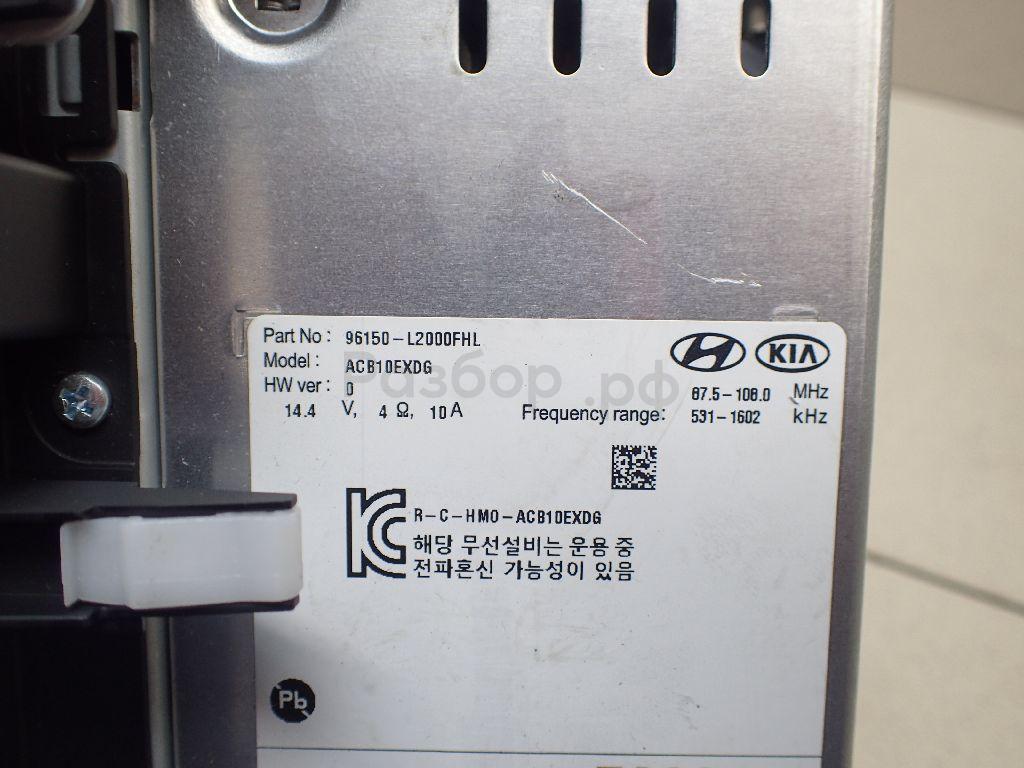 Part No : 96150-L2000FHL
Model : ACB10EXDG
HW ver : 0
14.4 V, 4 Ω, 10 A
KIA
Frequency range: 87.5-108.0 MHz
531-1602 kHz
Разбор.рф
R-C-HMO-ACB10EXDG
해당 무선설비는 운용 중
전파혼신 가능성이 있음
Pb